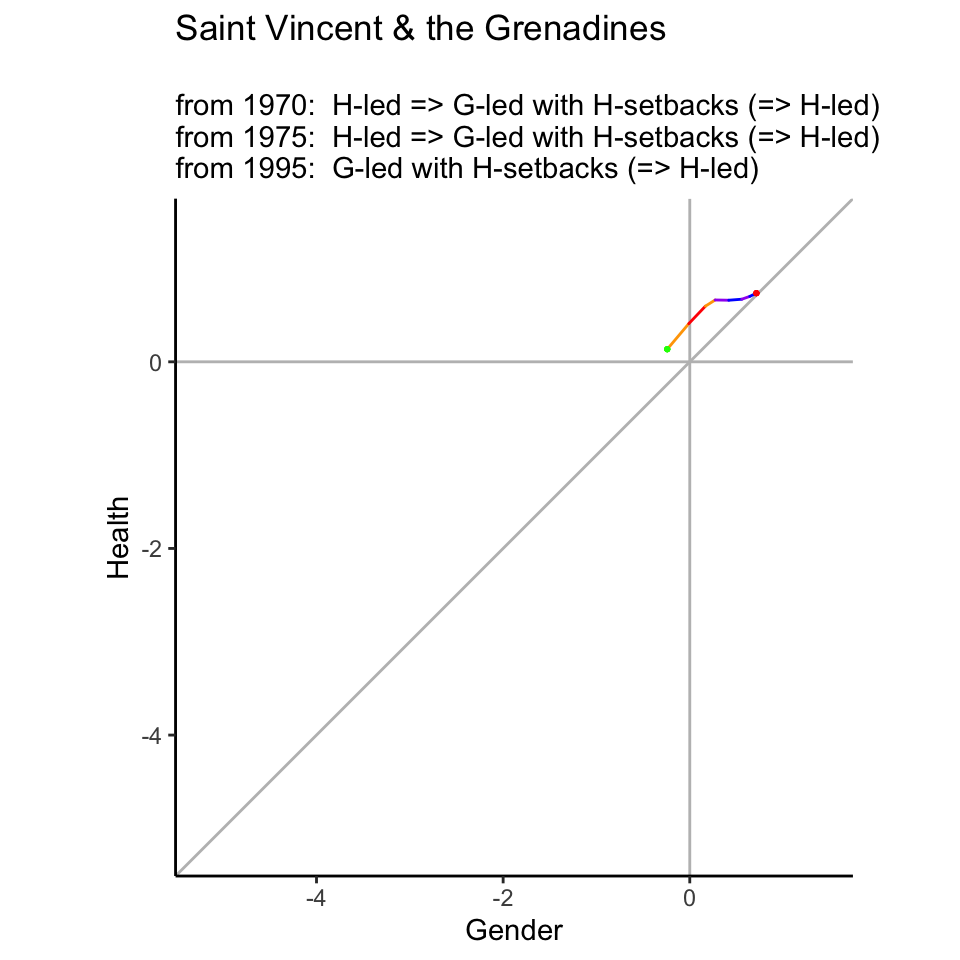 Saint Vincent & the Grenadines
from 1970:  H-led => G-led with H-setbacks (=> H-led)
from 1975:  H-led => G-led with H-setbacks (=> H-led)
from 1995:  G-led with H-setbacks (=> H-led)
0
-2
-4
Health
-4
-2
0
Gender